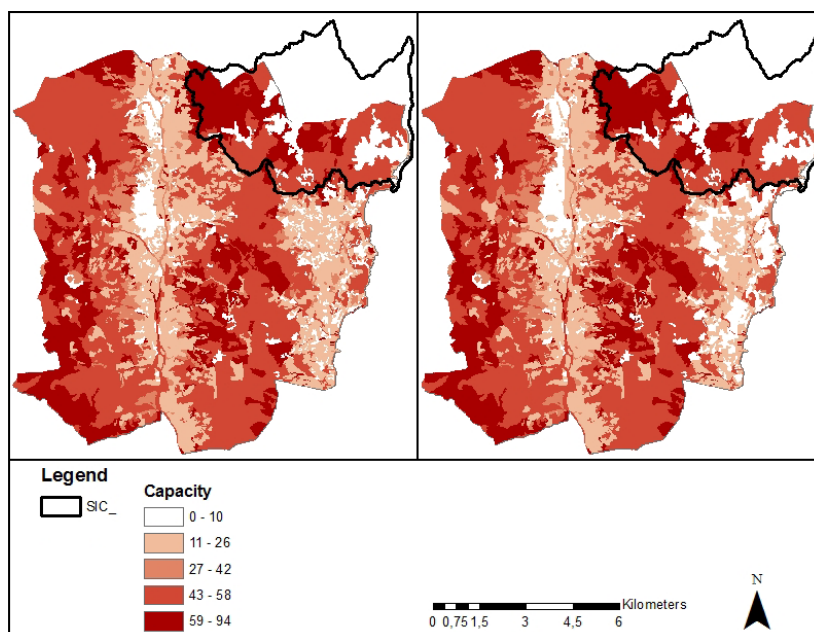 Legend
SIC_
Capacity
0 - 10
11 - 26
27 - 42
43 - 58
59 - 94
Kilometers
0 0,75 1,5 3 4,5 6
N